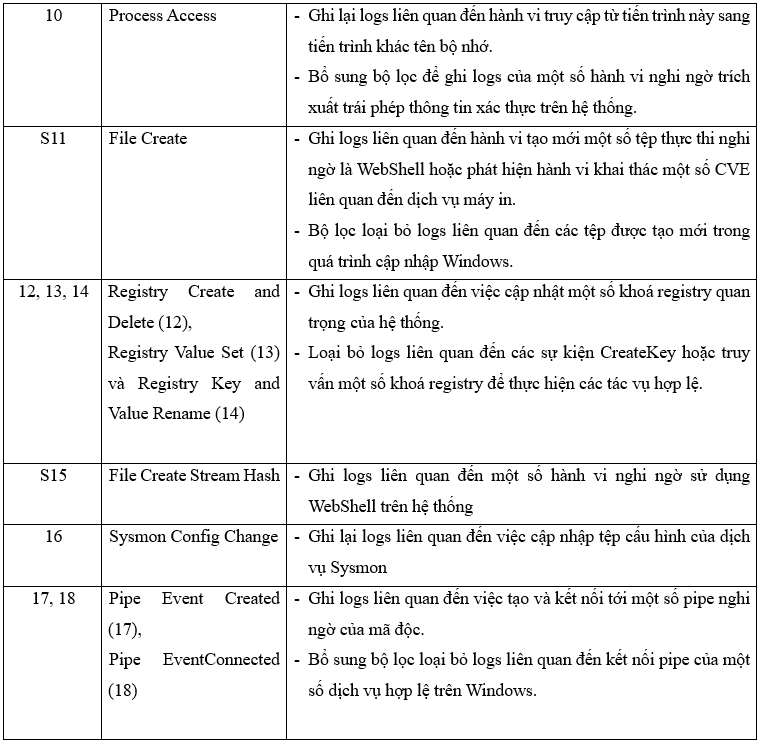 10
Process Access
- Ghi lại logs liên quan đến hành vi truy cập từ tiến trình này sang
tiến trình khác tên bộ nhớ.
- Bổ sung bộ lọc để ghi logs của một số hành vi nghi ngờ trích
xuất trái phép thông tin xác thực trên hệ thống.
S11
File Create
- Ghi logs liên quan đến hành vi tạo mới một số tệp thực thi nghi
ngờ là WebShell hoặc phát hiện hành vi khai thác một số CVE
liên quan đến dịch vụ máy in.
- Bộ lọc loại bỏ logs liên quan đến các tệp được tạo mới trong
quá trình cập nhập Windows.
12, 13, 14
Registry Create and
Delete (12),
Registry Value Set (13)
và Registry Key and
Value Rename (14)
- Ghi logs liên quan đến việc cập nhật một số khoá registry quan
trọng của hệ thống.
- Loại bỏ logs liên quan đến các sự kiện CreateKey hoặc truy
vấn một số khoá registry để thực hiện các tác vụ hợp lệ.
S15
File Create Stream Hash
- Ghi logs liên quan đến một số hành vi nghi ngờ sử dụng
WebShell trên hệ thống
16
Sysmon Config Change
- Ghi lại logs liên quan đến việc cập nhập tệp cấu hình của dịch
vụ Sysmon
17, 18
Pipe Event Created
(17),
Pipe EventConnected
(18)
- Ghi logs liên quan đến việc tạo và kết nối tới một số pipe nghi
ngờ của mã độc.
- Bổ sung bộ lọc loại bỏ logs liên quan đến kết nối pipe của một
số dịch vụ hợp lệ trên Windows.